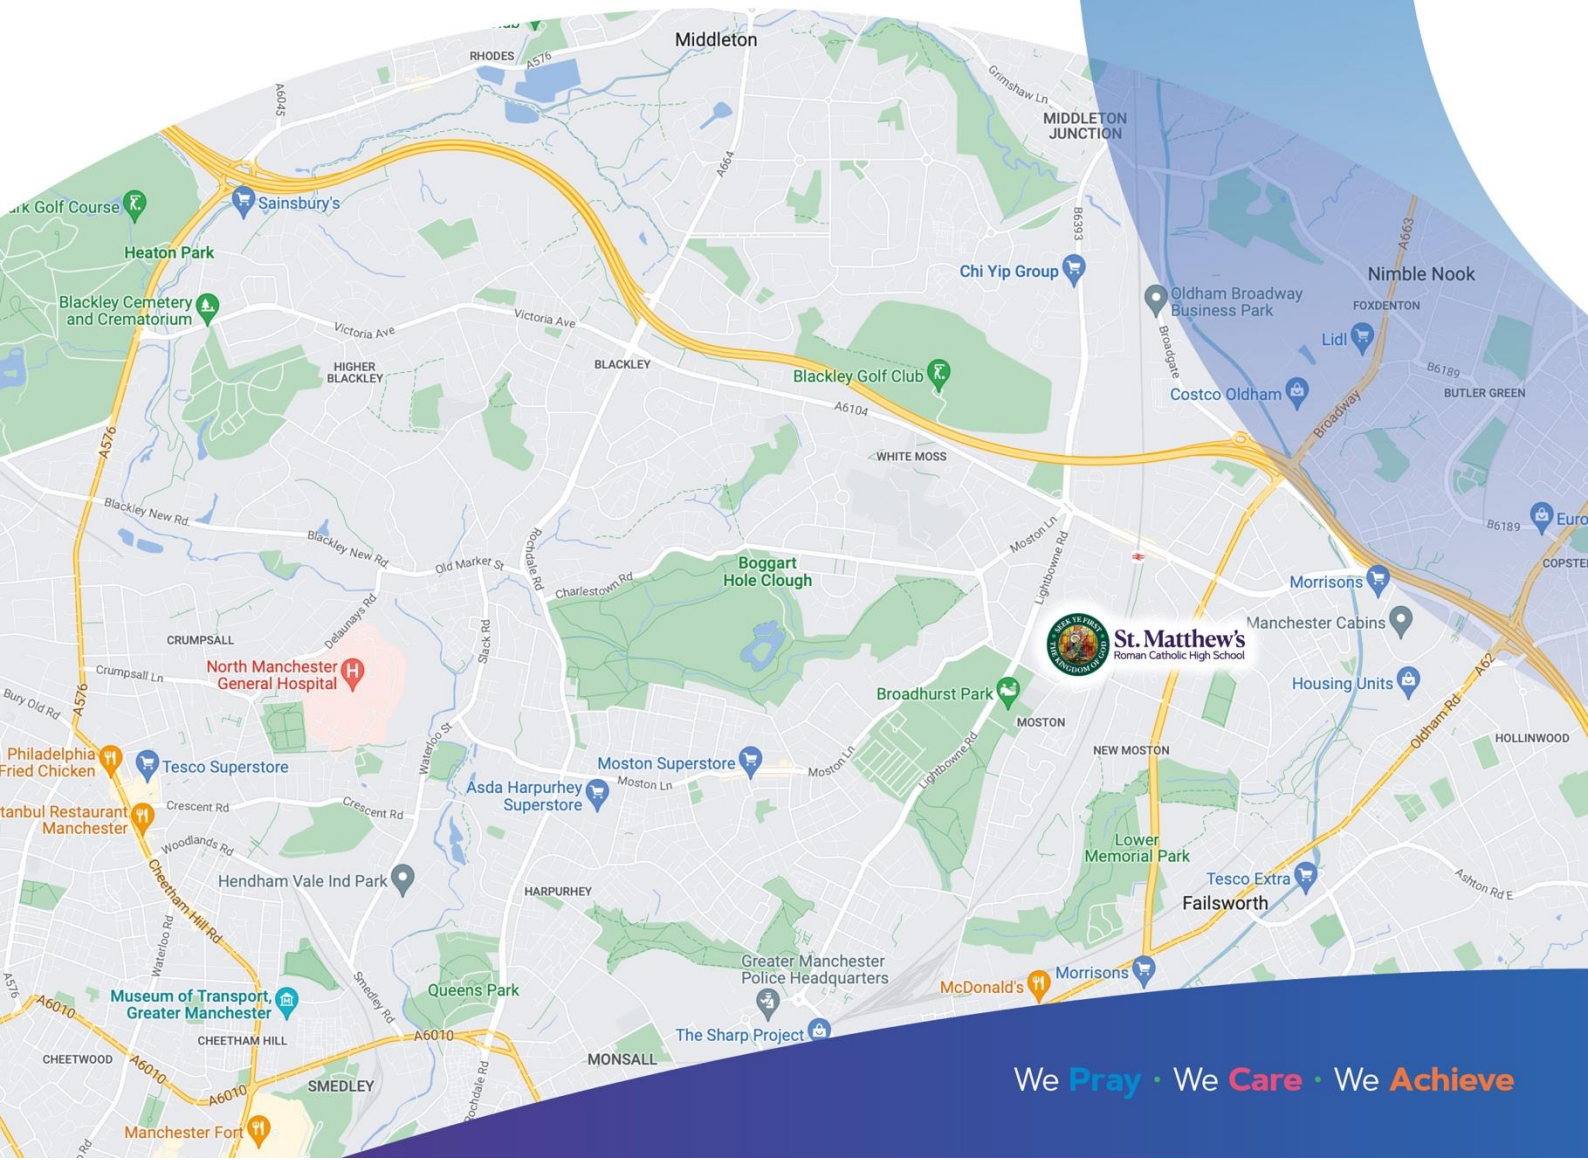 Middleton
RHODES
A576
A6045
Grimshaw Ln
MIDDLETON
JUNCTION
A664
Sainsbury's
Golf Course
Heaton Park
B6393
A663
Chi Yip Group
Nimble Nook
Oldham Broadway
Business Park
FOXDENTON
Blackley Cemetery
and Crematorium
Victoria Ave
Victoria Ave
Lidl
Broadgate
HIGHER
BLACKLEY
BLACKLEY
Blackley Golf Club
B6189
BUTLER GREEN
Costco Oldham
A6104
Broadway
A576
WHITE MOSS
Blackley New Rd
Moston Ln
B6189
Blackley New Rd
Old Market St
Rochdale Rd
Boggart
Hole Clough
Charlestown Rd
Lightbowne Rd
Morrisons
Delaunays Rd
Slack Rd
SEEK YE FIRST
THE KINGDOM OF GOD
St. Matthew's
Roman Catholic High School
Manchester Cabins
CRUMPSALL
North Manchester
General Hospital
Crumpsall Ln
A62
Housing Units
Bury Old Rd
A576
Broadhurst Park
MOSTON
Oldham Rd
HOLLINWOOD
Waterloo St
NEW MOSTON
Philadelphia
Fried Chicken
Tesco Superstore
Moston Superstore
Moston Ln
Moston Ln
Lightbowne Rd
Asda Harpurhey
Superstore
Restaurant
Manchester
Crescent Rd
Crescent Rd
Woodlands Rd
Lower
Memorial Park
Cheetham Hill Rd
Hendham Vale Ind Park
HARPURHEY
Tesco Extra
Ashton Rd E
Failsworth
Waterloo Rd
Greater Manchester
Police Headquarters
McDonald's
Morrisons
A576
A6010
Museum of Transport,
Greater Manchester
Smedley Rd
Queens Park
The Sharp Project
CHEETHAM HILL
A6010
CHEETWOOD
A6010
MONSALL
A6010
SMEDLEY
Rochdale Rd
Manchester Fort
Rd
We Pray · We Care · We Achieve